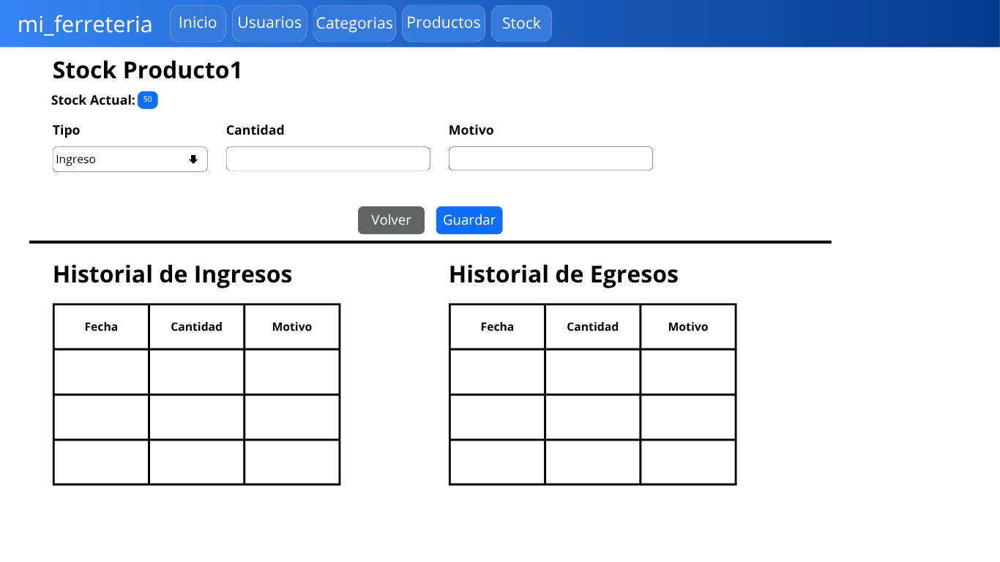 mi_ferreteria Inicio Usuarios Categorias Productos Stock
Stock Producto1
Stock Actual: 50
Tipo Cantidad Motivo
Ingreso
Volver Guardar
Historial de Ingresos Historial de Egresos
Fecha Cantidad Motivo Fecha Cantidad Motivo